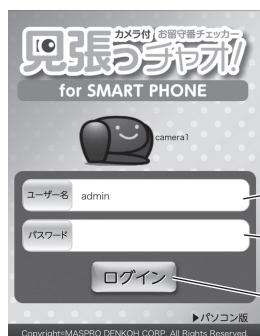 カメラ付 お留守番チェッカー
見張っチャオ!
for SMART PHONE
camera1
ユーザー名 admin
パスワード
ログイン
▶パソコン版
Copyright©MASPRO DENKOH CORP. All Rights Reserved.